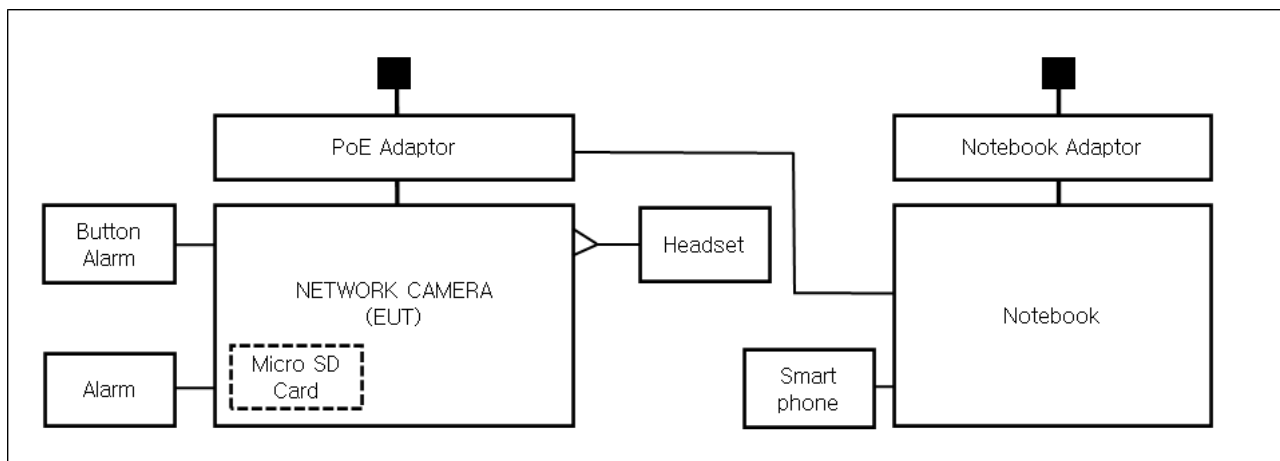 PoE Adaptor
Notebook Adaptor
Button
Alarm
Headset
NETWORK CAMERA
(EUT)
Notebook
Micro SD
Card
Alarm
Smart
phone